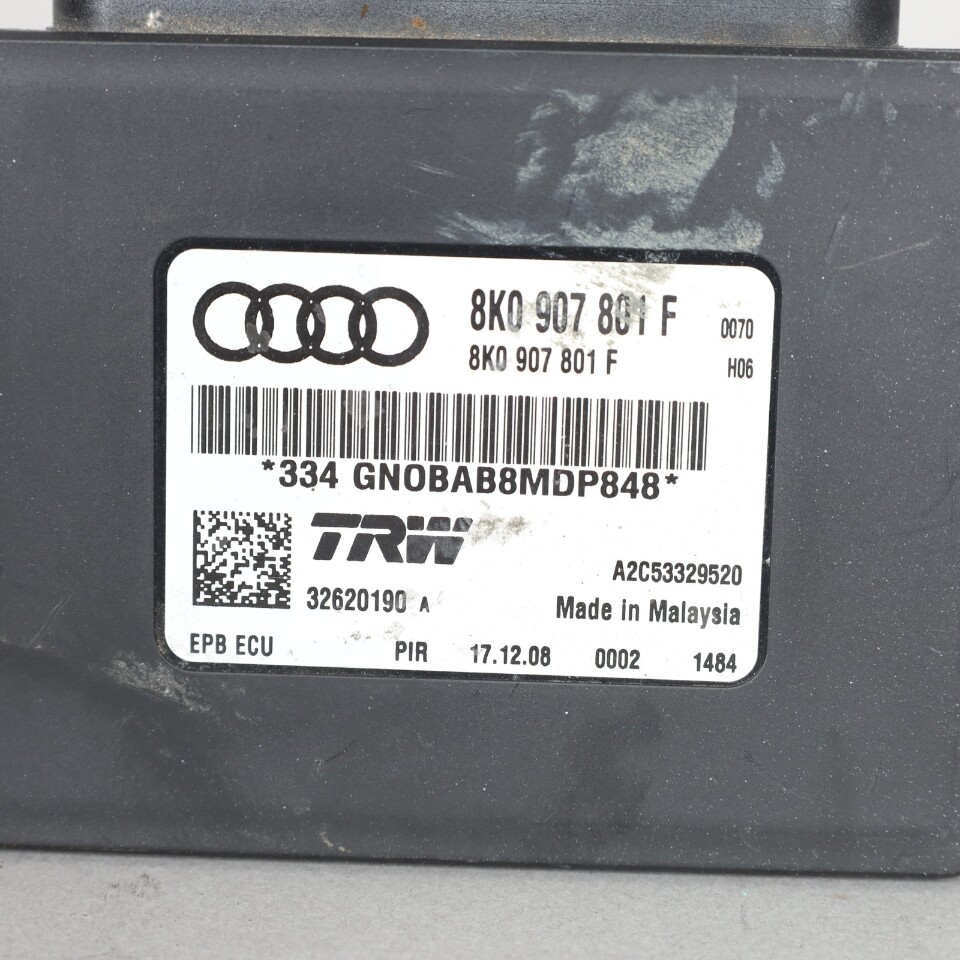 8K0 907 801 F 0070
8K0 907 801 F H06
*334 GNOBAB8MDP848*
TRW
A2C53329520
32620190 A Made in Malaysia
EPB ECU PIR 17.12.08 0002 1484